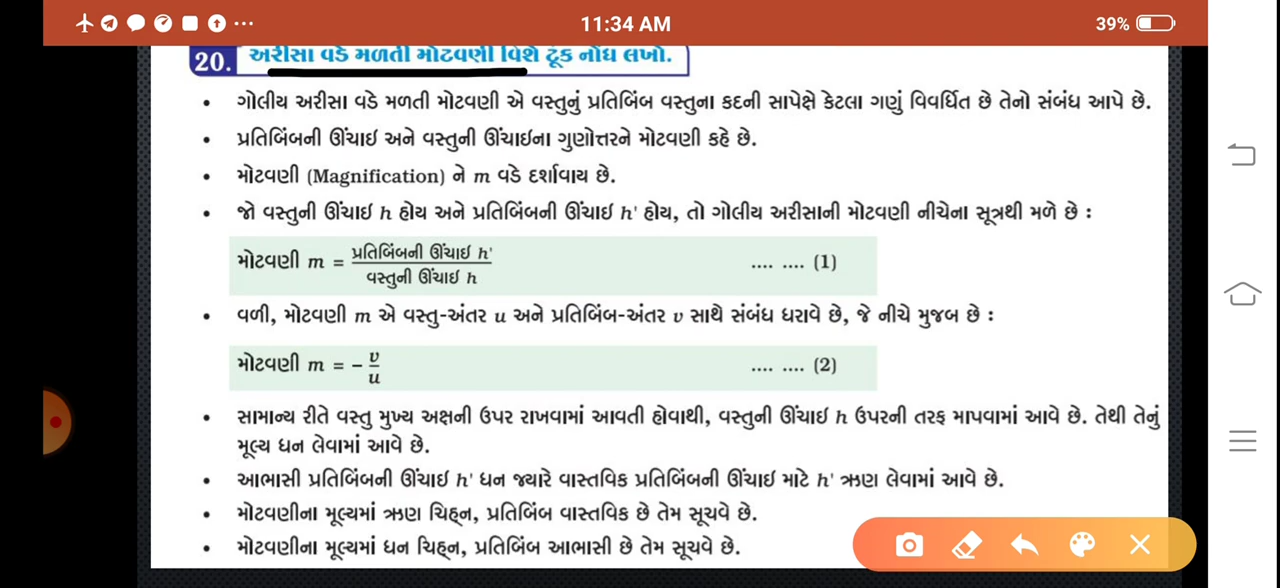 11:34 AM
39%
20. અરીસા વડે મળતી મોટવણી વિશે ટૂંક નોંધ લખો.
• ગોલીય અરીસા વડે મળતી મોટવણી એ વસ્તુનું પ્રતિબિંબ વસ્તુના કદની સાપેક્ષે કેટલા ગણું વિવર્ધિત છે તેનો સંબંધ આપે છે.
• પ્રતિબિંબની ઊંચાઇ અને વસ્તુની ઊંચાઇના ગુણોત્તરને મોટવણી કહે છે.
• મોટવણી (Magnification) ને m વડે દર્શાવાય છે.
• જો વસ્તુની ઊંચાઇ h હોય અને પ્રતિબિંબની ઊંચાઇ h' હોય, તો ગોલીય અરીસાની મોટવણી નીચેના સૂત્રથી મળે છે :
મોટવણી m = પ્રતિબિંબની ઊંચાઇ h' / વસ્તુની ઊંચાઇ h .... .... (1)
• વળી, મોટવણી m એ વસ્તુ-અંતર u અને પ્રતિબિંબ-અંતર v સાથે સંબંધ ધરાવે છે, જે નીચે મુજબ છે :
મોટવણી m = - v / u .... .... (2)
• સામાન્ય રીતે વસ્તુ મુખ્ય અક્ષની ઉપર રાખવામાં આવતી હોવાથી, વસ્તુની ઊંચાઇ h ઉપરની તરફ માપવામાં આવે છે. તેથી તેનું
મૂલ્ય ધન લેવામાં આવે છે.
• આભાસી પ્રતિબિંબની ઊંચાઇ h' ધન જ્યારે વાસ્તવિક પ્રતિબિંબની ઊંચાઇ માટે h' ઋણ લેવામાં આવે છે.
• મોટવણીના મૂલ્યમાં ઋણ ચિહ્ન, પ્રતિબિંબ વાસ્તવિક છે તેમ સૂચવે છે.
• મોટવણીના મૂલ્યમાં ધન ચિહ્ન, પ્રતિબિંબ આભાસી છે તેમ સૂચવે છે.